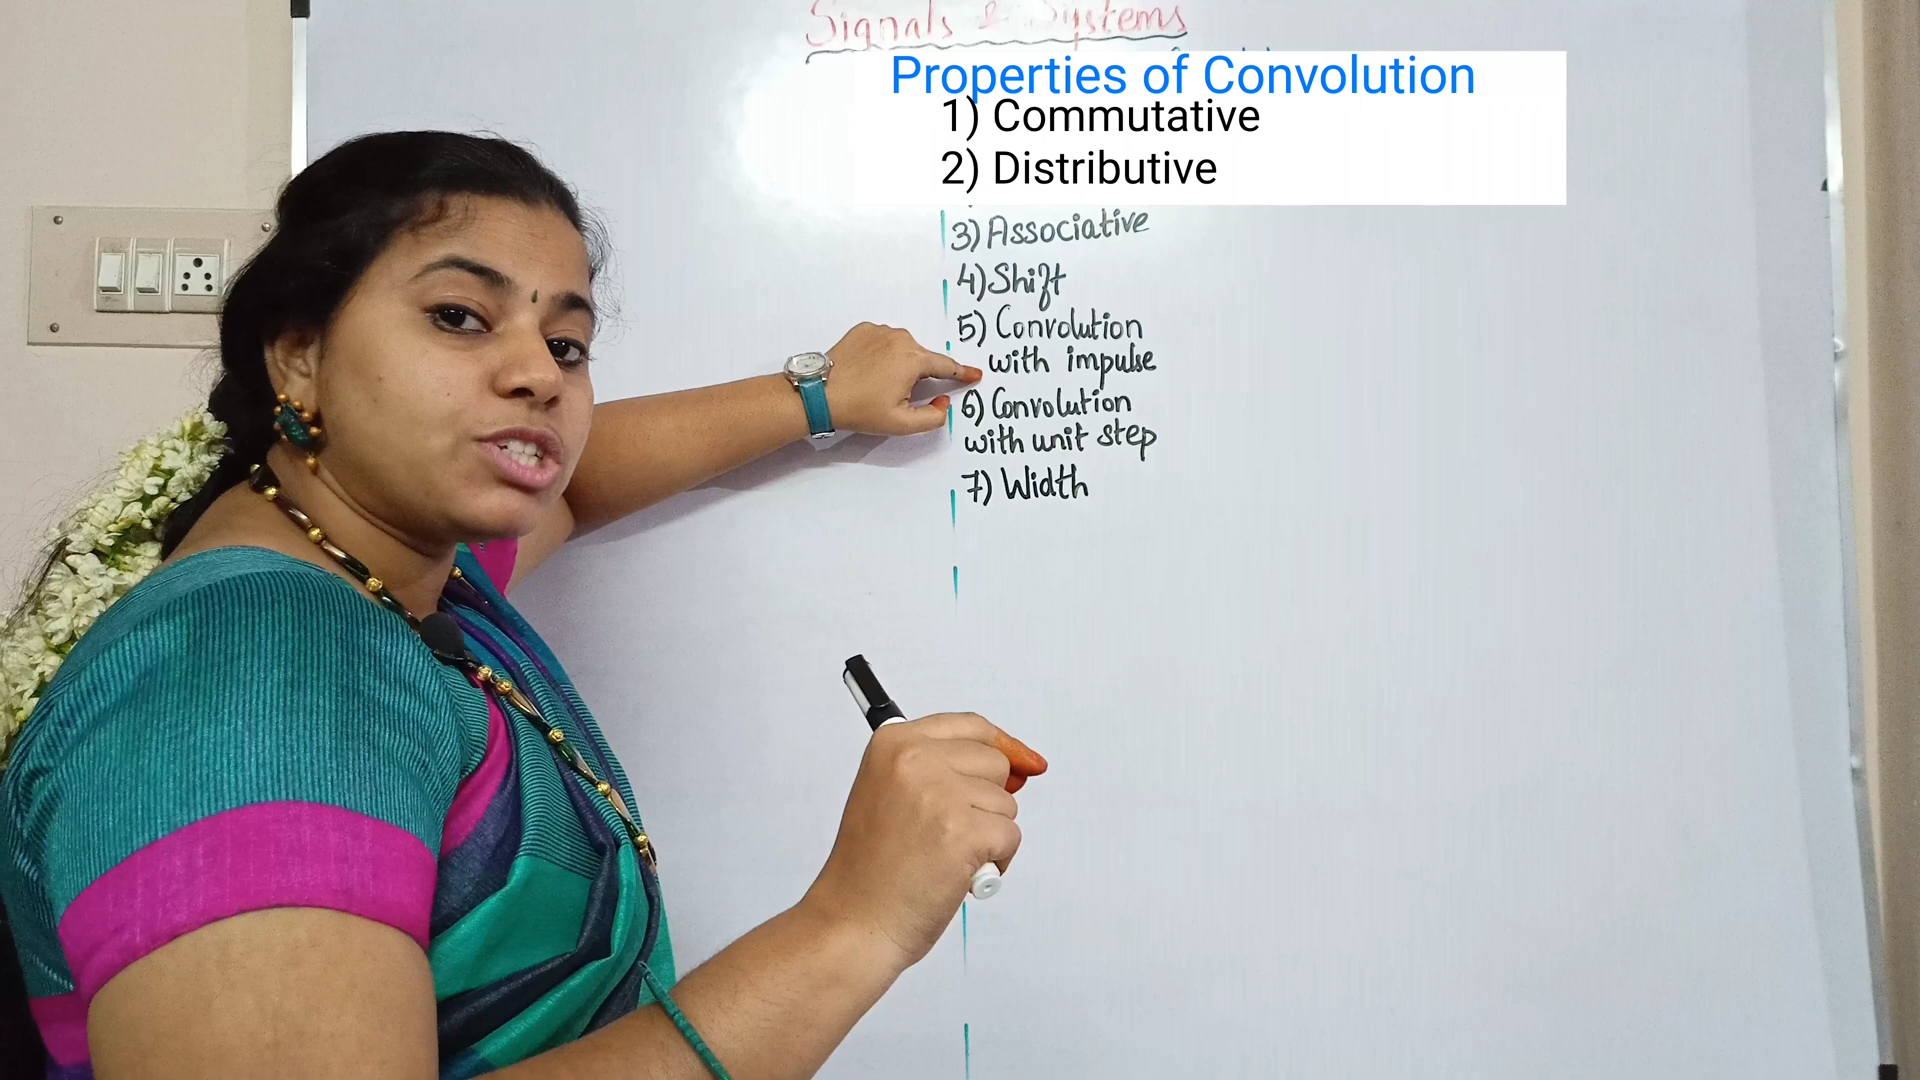 Signals & Systems
Properties of Convolution
1) Commutative
2) Distributive
3) Associative
4) Shift
5) Convolution
with impulse
6) Convolution
with unit step
7) Width